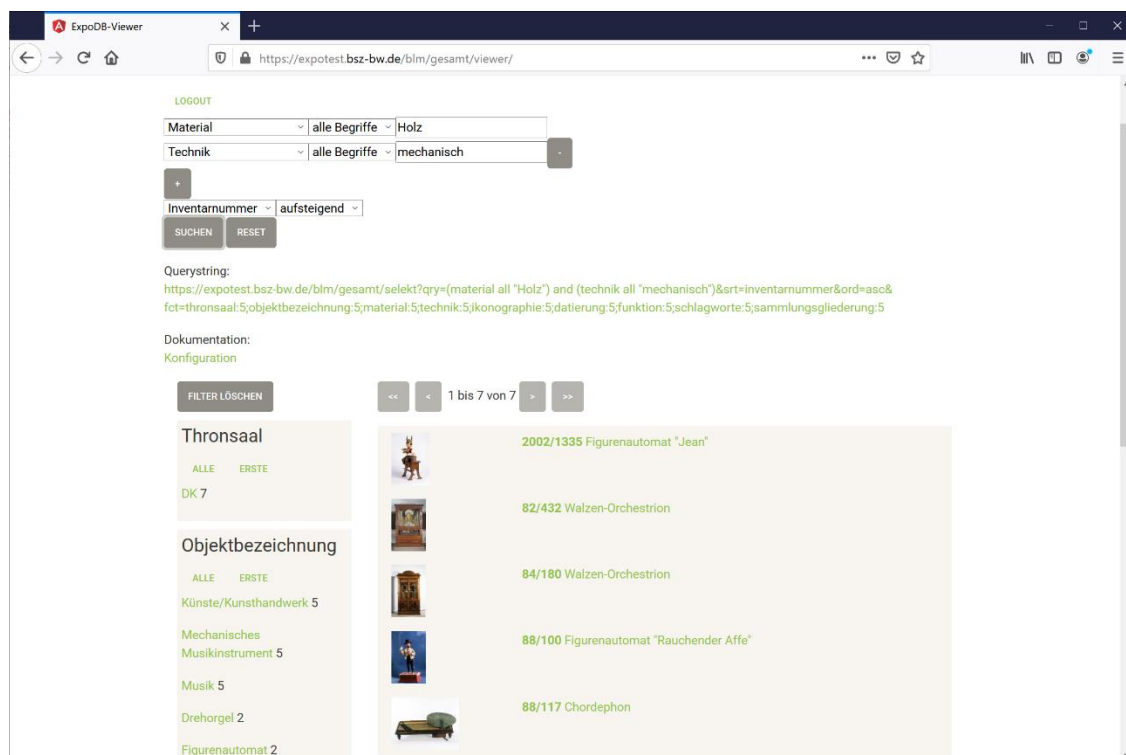 ExpoDB-Viewer
https://expotest.bsz-bw.de/blm/gesamt/viewer/
LOGOUT
Material alle Begriffe Holz
Technik alle Begriffe mechanisch -
+
Inventarnummer aufsteigend
SUCHEN RESET
Querystring:
https://expotest.bsz-bw.de/blm/gesamt/selekt?qry=(material all "Holz") and (technik all "mechanisch")&srt=inventarnummer&ord=asc&
fct=thronsaal:5;objektbezeichnung:5;material:5;technik:5;ikonographie:5;datierung:5;funktion:5;schlagworte:5;sammlungsgliederung:5
Dokumentation:
Konfiguration
FILTER LÖSCHEN
<< < 1 bis 7 von 7 > >>
Thronsaal
ALLE ERSTE
DK 7
Objektbezeichnung
ALLE ERSTE
Künste/Kunsthandwerk 5
Mechanisches
Musikinstrument 5
Musik 5
Drehorgel 2
Figurenautomat 2
2002/1335 Figurenautomat "Jean"
82/432 Walzen-Orchestrion
84/180 Walzen-Orchestrion
88/100 Figurenautomat "Rauchender Affe"
88/117 Chordephon